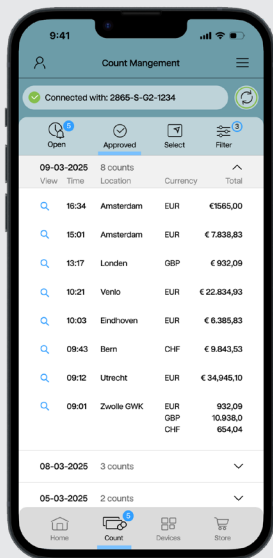 9:41
Count Mangement
Connected with: 2865-S-G2-1234
5 3
Open Approved Select Filter
09-03-2025 8 counts
View Time Location Currency Total
16:34 Amsterdam EUR €1565,00
15:01 Amsterdam EUR € 7.838,83
13:17 Londen GBP € 932,09
10:21 Venlo EUR € 22.834,93
10:03 Eindhoven EUR € 6.385,83
09:43 Bern CHF € 9.843,53
09:12 Utrecht EUR € 34,945,10
09:01 Zwolle GWK EUR 932,09
GBP 10.938,0
CHF 654,04
08-03-2025 3 counts
05-03-2025 2 counts
5
Home Count Devices Store